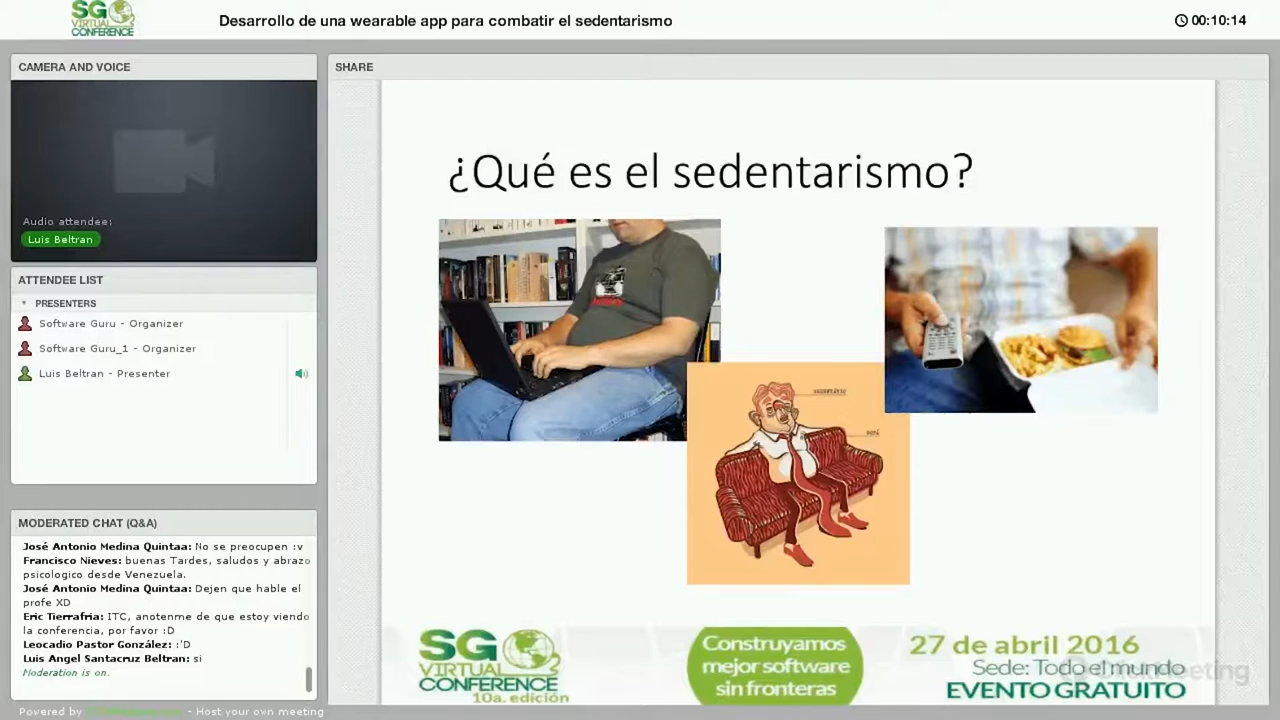 SG
VIRTUAL
CONFERENCE
Desarrollo de una wearable app para combatir el sedentarismo
00:10:14
CAMERA AND VOICE
Audio attendees
Luis Beltran
ATTENDEE LIST
PRESENTERS
Software Guru - Organizer
Software Guru_1 - Organizer
Luis Beltran - Presenter
MODERATED CHAT (Q&A)
José Antonio Medina Quintaa: No se preocupen :v
Francisco Nieves: buenas Tardes, saludos y abrazo
psicologico desde Venezuela.
José Antonio Medina Quintaa: Dejen que hable el
profe XD
Eric Tierrafria: ITC, anotenme de que estoy viendo
la conferencia, por favor :D
Leocadio Pastor González: :'D
Luis Angel Santacruz Beltran: si
Moderation is on.
Powered by
- Host your own meeting
SHARE
¿Qué es el sedentarismo?
SEDENTÁRIO
SOFÁ
SG
VIRTUAL
CONFERENCE
10a. edición
Construyamos
mejor software
sin fronteras
27 de abril 2016
Sede: Todo el mundo
EVENTO GRATUITO